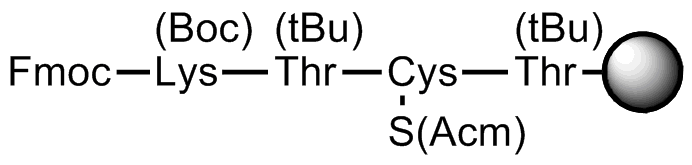 (Boc) (tBu) (tBu)
Fmoc—Lys—Thr—Cys—Thr
S(Acm)